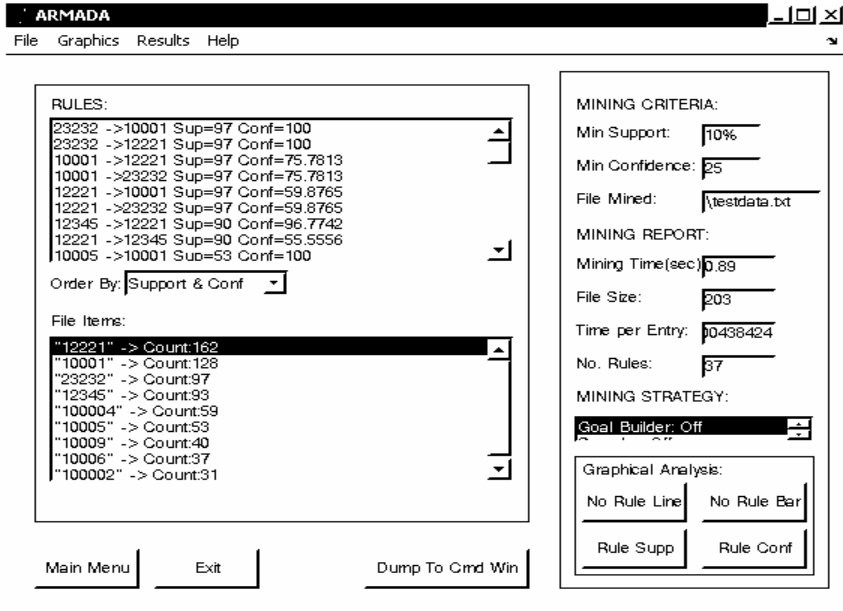 ARMADA
File Graphics Results Help
RULES:
23232 ->10001 Sup=97 Conf=100
23232 ->12221 Sup=97 Conf=100
10001 ->12221 Sup=97 Conf=75.7813
10001 ->23232 Sup=97 Conf=75.7813
12221 ->10001 Sup=97 Conf=59.8765
12221 ->23232 Sup=97 Conf=59.8765
12345 ->12221 Sup=90 Conf=96.7742
12221 ->12345 Sup=90 Conf=55.5556
10005 ->10001 Sup=53 Conf=100
Order By: Support & Conf
File Items:
"12221" -> Count:162
"10001" -> Count:128
"23232" -> Count:97
"12345" -> Count:93
"100004" -> Count:59
"10005" -> Count:53
"10009" -> Count:40
"10006" -> Count:37
"100002" -> Count:31
Main Menu Exit Dump To Cmd Win
MINING CRITERIA:
Min Support: 10%
Min Confidence: 25
File Mined: \testdata.txt
MINING REPORT:
Mining Time(sec) 0.89
File Size: 203
Time per Entry: 00438424
No. Rules: 37
MINING STRATEGY:
Goal Builder: Off
Graphical Analysis:
No Rule Line No Rule Bar
Rule Supp Rule Conf